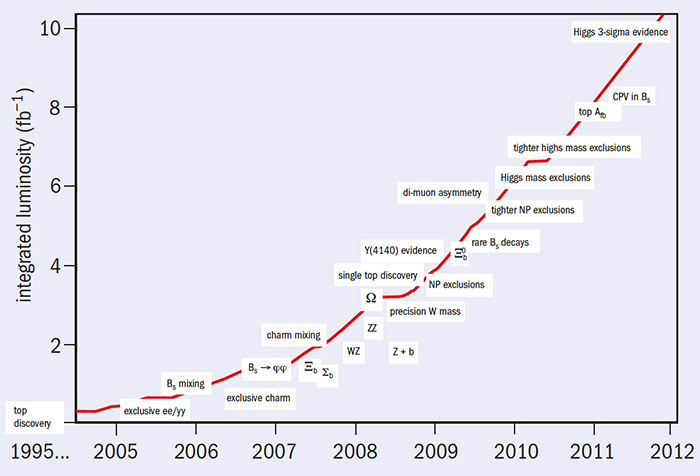 10
Higgs 3-sigma evidence
CPV in Bs
8
top Afb
tighter highs mass exclusions
Higgs mass exclusions
6
di-muon asymmetry
tighter NP exclusions
integrated luminosity (fb⁻¹)
rare Bs decays
Y(4140) evidence
Ξb⁰
4
single top discovery
NP exclusions
Ω
precision W mass
ZZ
charm mixing
2
WZ
Z + b
Bs → φφ
Ξb
Σb
Bs mixing
exclusive charm
top
discovery
exclusive ee/yy
1995... 2005 2006 2007 2008 2009 2010 2011 2012